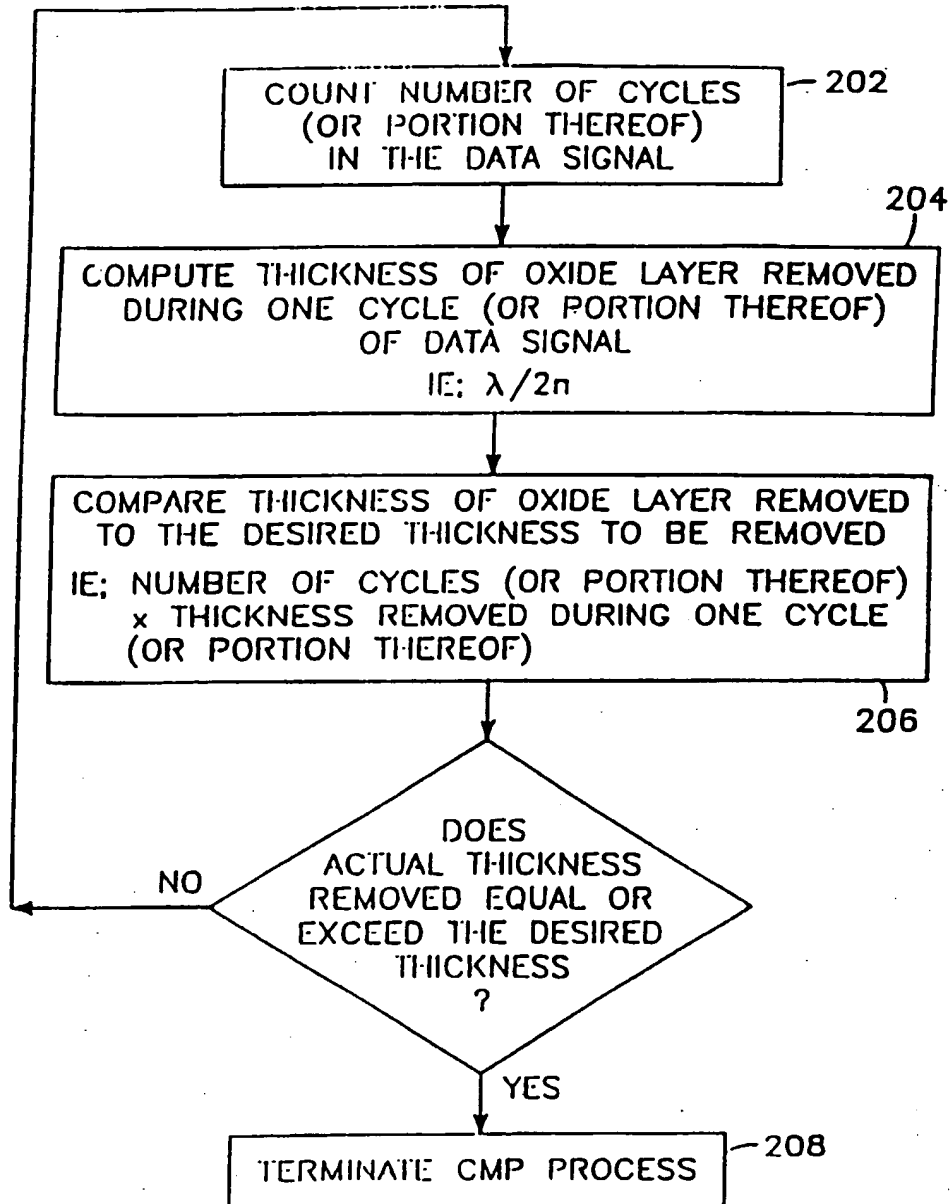 COUNT NUMBER OF CYCLES
(OR PORTION THEREOF)
IN THE DATA SIGNAL
202
204
COMPUTE THICKNESS OF OXIDE LAYER REMOVED
DURING ONE CYCLE (OR PORTION THEREOF)
OF DATA SIGNAL
IE; λ/2n
COMPARE THICKNESS OF OXIDE LAYER REMOVED
TO THE DESIRED THICKNESS TO BE REMOVED
IE; NUMBER OF CYCLES (OR PORTION THEREOF)
x THICKNESS REMOVED DURING ONE CYCLE
(OR PORTION THEREOF)
206
DOES
ACTUAL THICKNESS
REMOVED EQUAL OR
EXCEED THE DESIRED
THICKNESS
?
NO
YES
TERMINATE CMP PROCESS
208